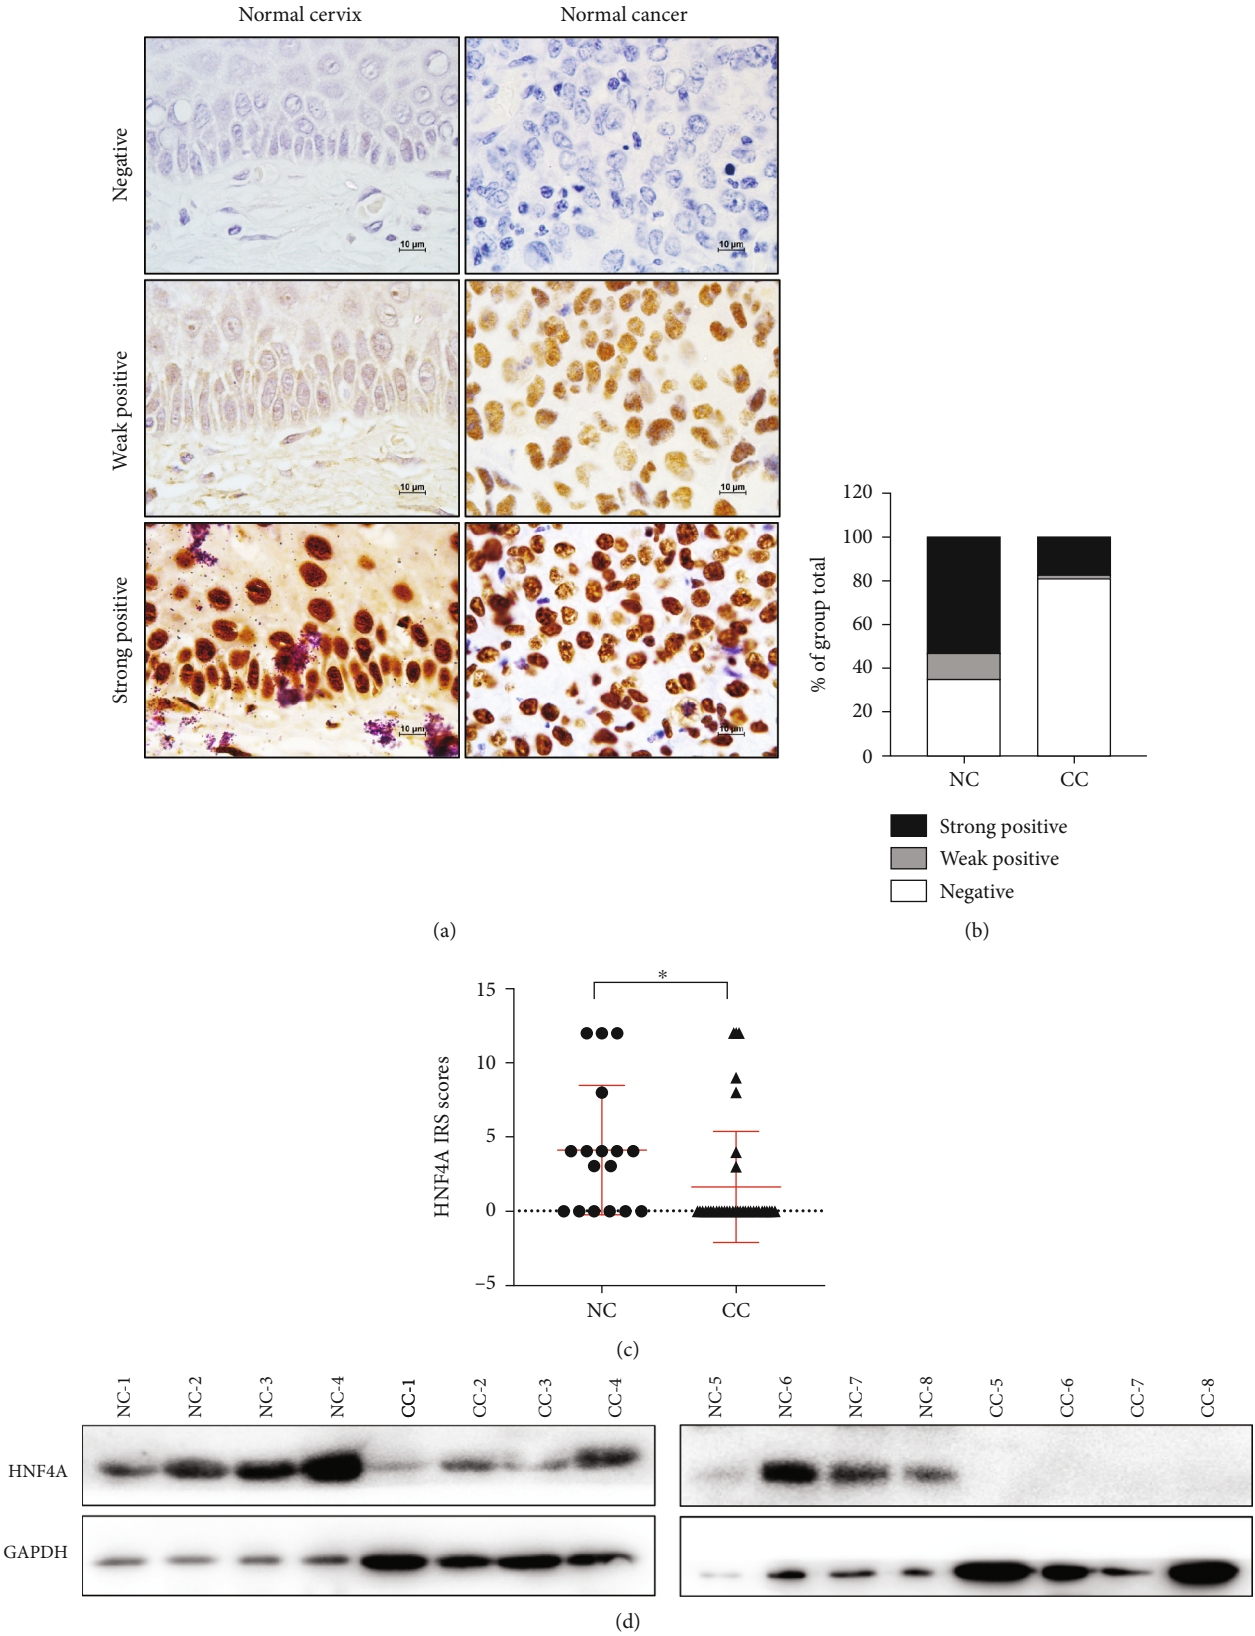 Normal cervix
Normal cancer
Negative
10 µm
10 µm
Weak positive
10 µm
10 µm
Strong positive
10 µm
10 µm
(a)
% of group total
120
100
80
60
40
20
0
NC
CC
Strong positive
Weak positive
Negative
(b)
HNF4A IRS scores
15
10
5
0
–5
*
NC
CC
(c)
NC-1
NC-2
NC-3
NC-4
CC-1
CC-2
CC-3
CC-4
NC-5
NC-6
NC-7
NC-8
CC-5
CC-6
CC-7
CC-8
HNF4A
GAPDH
(d)